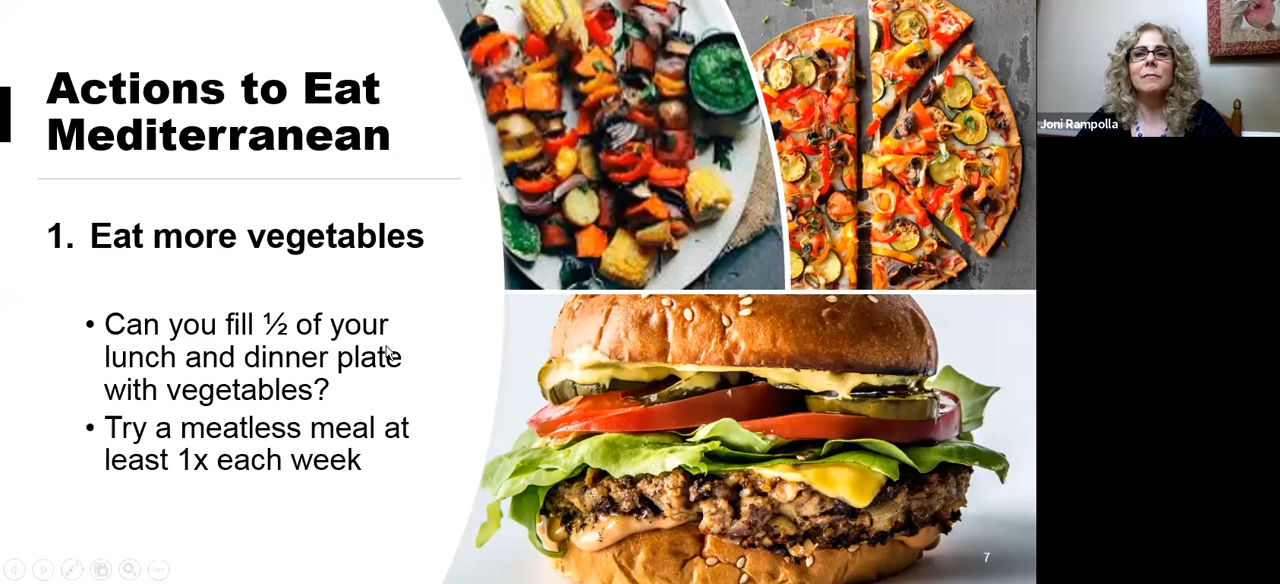 Actions to Eat
Mediterranean
1. Eat more vegetables
• Can you fill ½ of your
lunch and dinner plate
with vegetables?
• Try a meatless meal at
least 1x each week
7
Joni Rampolla